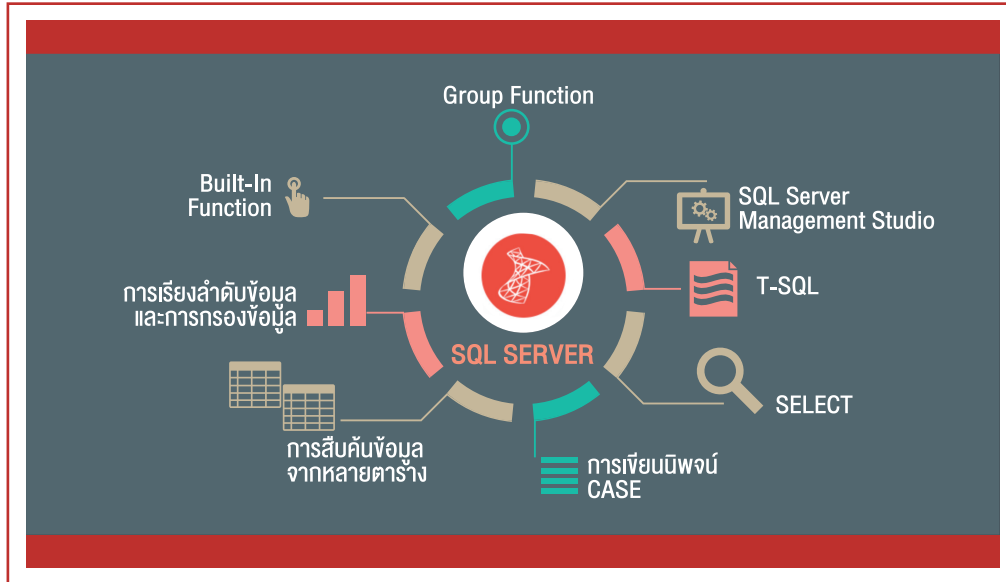 Group Function
Built-In
Function
SQL Server
Management Studio
การเรียงลำดับข้อมูล
และการกรองข้อมูล
T-SQL
SQL SERVER
SELECT
การสืบค้นข้อมูล
จากหลายตาราง
การเขียนนิพจน์
CASE